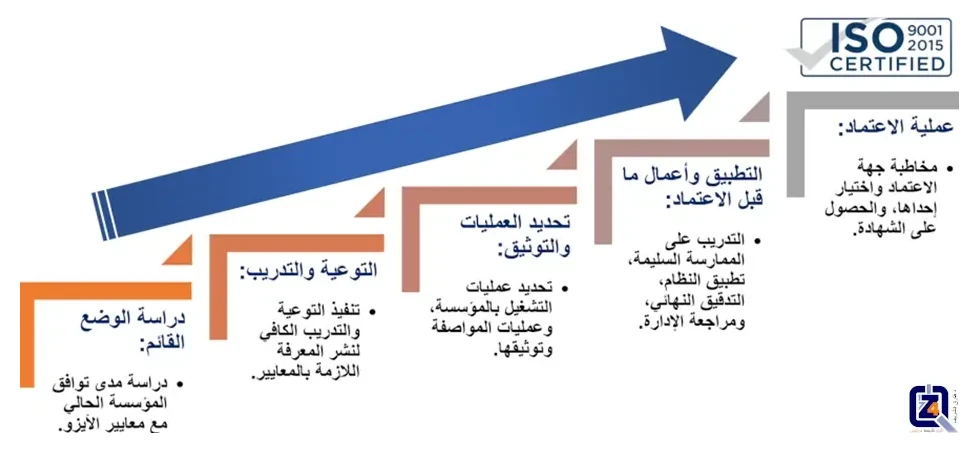 ISO 9001
2015
CERTIFIED
دراسة الوضع
القائم:
• دراسة مدى توافق
المؤسسة الحالي
مع معايير الأيزو.
التوعية والتدريب:
• تنفيذ التوعية
والتدريب الكافي
لنشر المعرفة
اللازمة بالمعايير.
تحديد العمليات
والتوثيق:
• تحديد عمليات
التشغيل بالمؤسسة،
وعمليات المواصفة
وتوثيقها.
التطبيق وأعمال ما
قبل الاعتماد:
• التدريب على
الممارسة السليمة،
تطبيق النظام،
التدقيق النهائي،
ومراجعة الإدارة.
عملية الاعتماد:
• مخاطبة جهة
الاعتماد واختيار
إحداها، والحصول
على الشهادة.